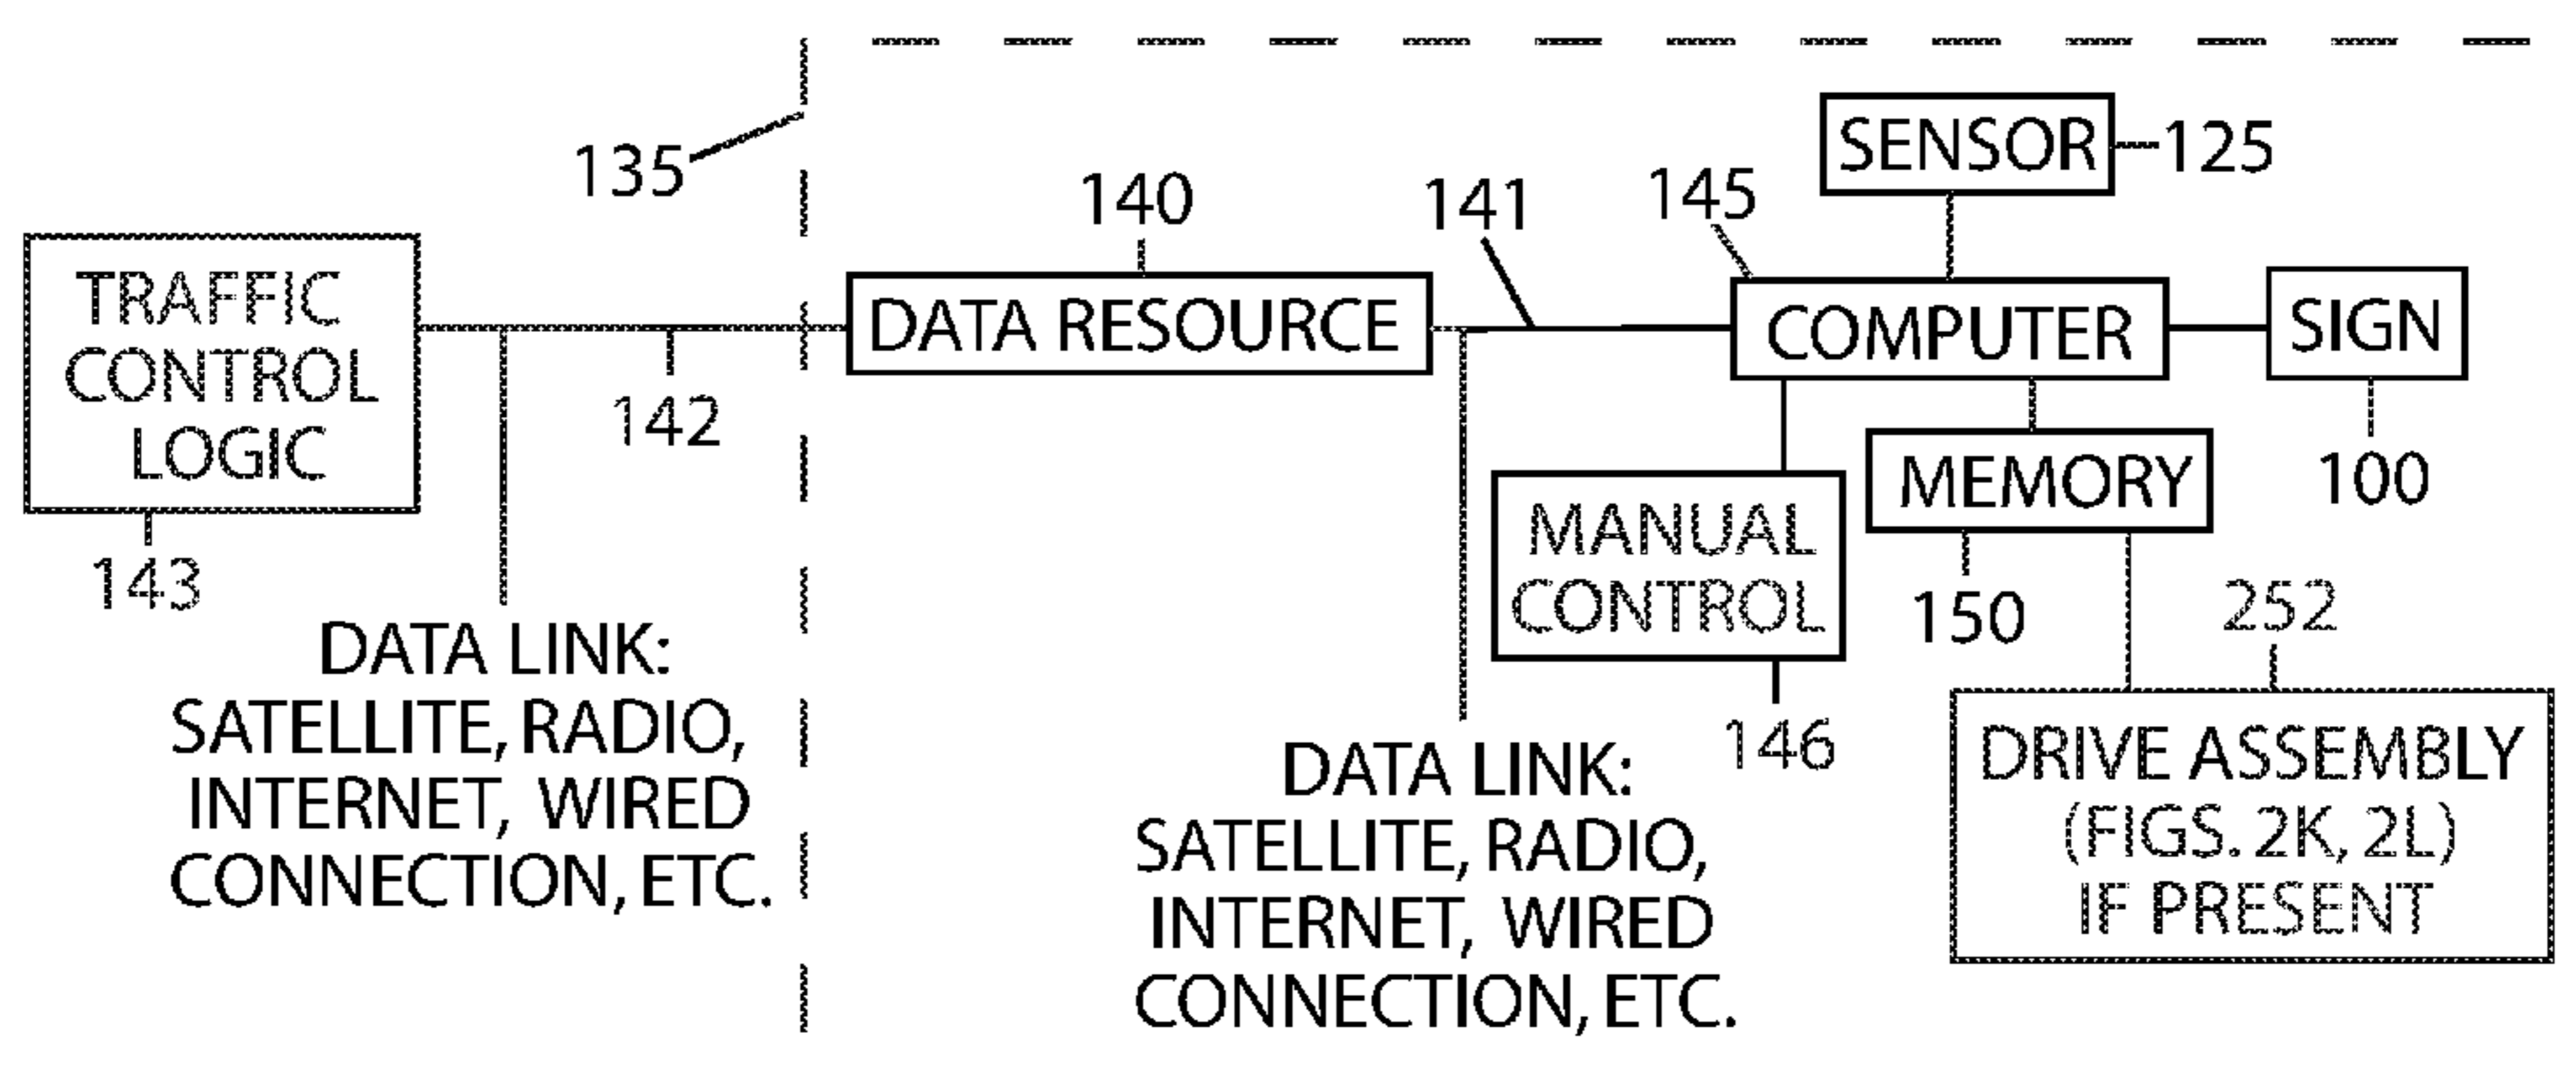 135
TRAFFIC
CONTROL
LOGIC
143
142
DATA LINK:
SATELLITE, RADIO,
INTERNET, WIRED
CONNECTION, ETC.
140
DATA RESOURCE
141
DATA LINK:
SATELLITE, RADIO,
INTERNET, WIRED
CONNECTION, ETC.
145
COMPUTER
SENSOR
125
SIGN
100
MANUAL
CONTROL
146
MEMORY
150
252
DRIVE ASSEMBLY
(FIGS. 2K, 2L)
IF PRESENT